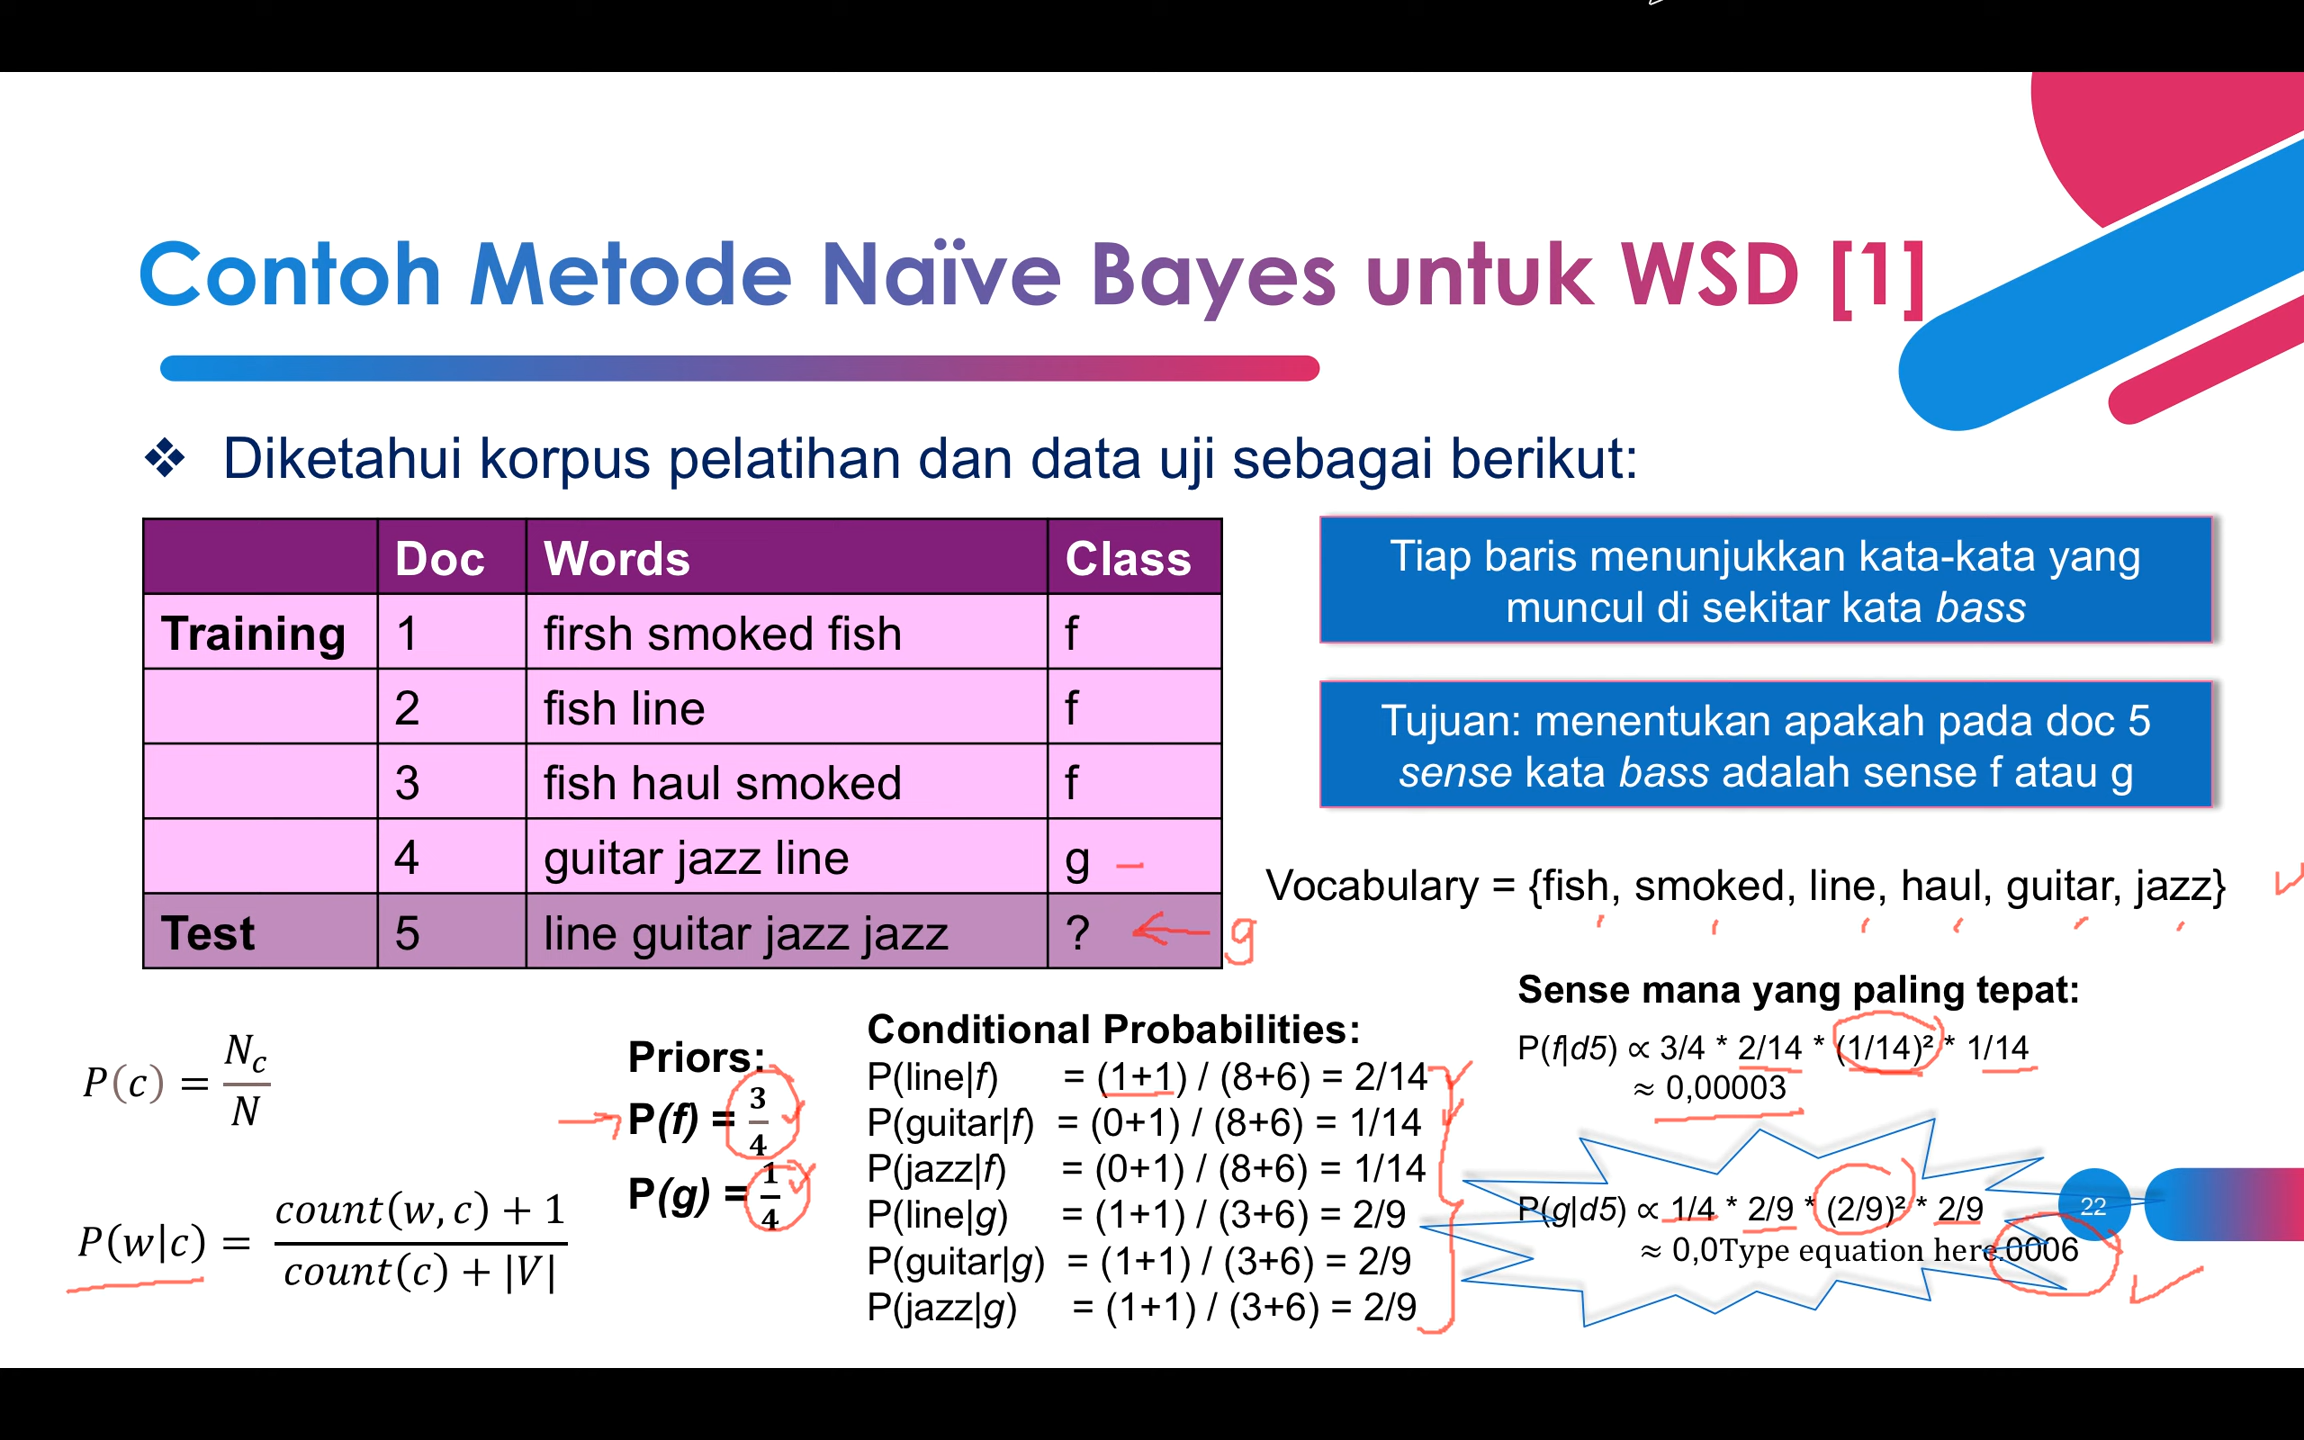 Contoh Metode Naïve Bayes untuk WSD [1]
❖ Diketahui korpus pelatihan dan data uji sebagai berikut:
Doc Words Class
Training 1 firsh smoked fish f
2 fish line f
3 fish haul smoked f
4 guitar jazz line g
Test 5 line guitar jazz jazz ?
g
Tiap baris menunjukkan kata-kata yang
muncul di sekitar kata bass
Tujuan: menentukan apakah pada doc 5
sense kata bass adalah sense f atau g
Vocabulary = {fish, smoked, line, haul, guitar, jazz}
P(c) = N_c / N
P(w|c) = count(w, c) + 1 / count(c) + |V|
Priors:
P(f) = 3/4
P(g) = 1/4
Conditional Probabilities:
P(line|f) = (1+1) / (8+6) = 2/14
P(guitar|f) = (0+1) / (8+6) = 1/14
P(jazz|f) = (0+1) / (8+6) = 1/14
P(line|g) = (1+1) / (3+6) = 2/9
P(guitar|g) = (1+1) / (3+6) = 2/9
P(jazz|g) = (1+1) / (3+6) = 2/9
Sense mana yang paling tepat:
P(f|d5) ∝ 3/4 * 2/14 * (1/14)² * 1/14
≈ 0,00003
P(g|d5) ∝ 1/4 * 2/9 * (2/9)² * 2/9
≈ 0,0Type equation here.0006
22